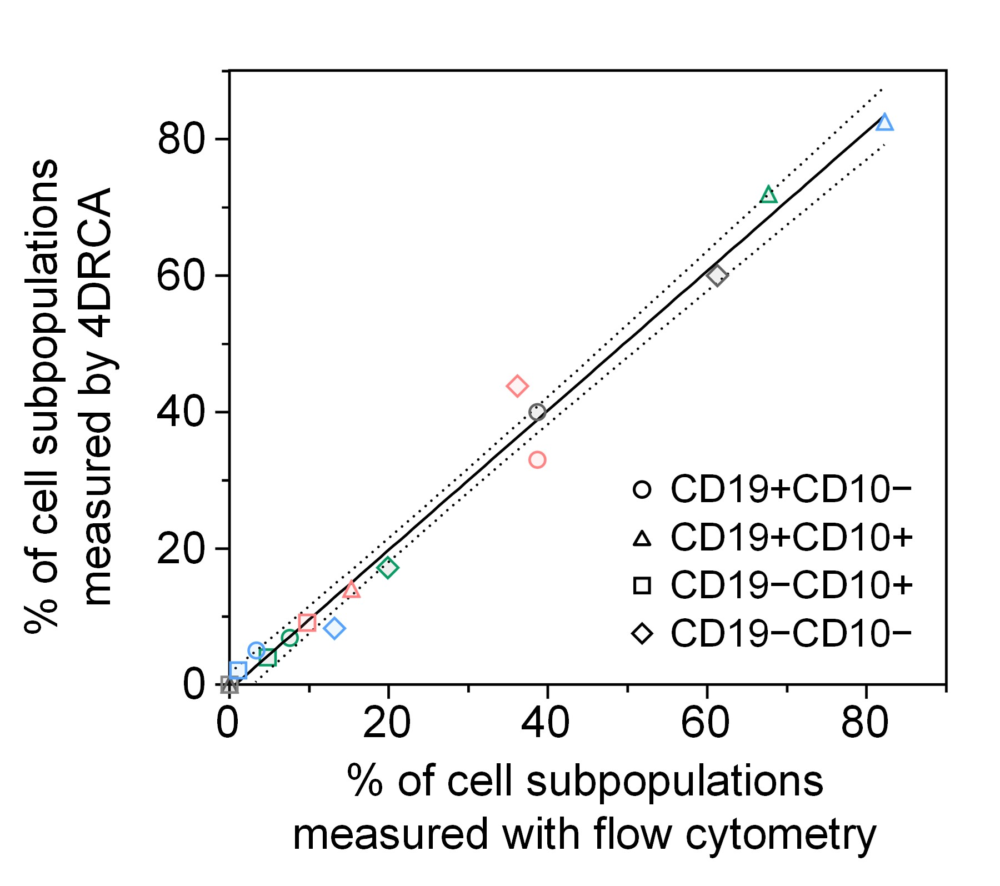 % of cell subpopulations
measured by 4DRCA
80
60
40
20
0
CD19+CD10−
CD19+CD10+
CD19−CD10+
CD19−CD10−
0 20 40 60 80
% of cell subpopulations
measured with flow cytometry